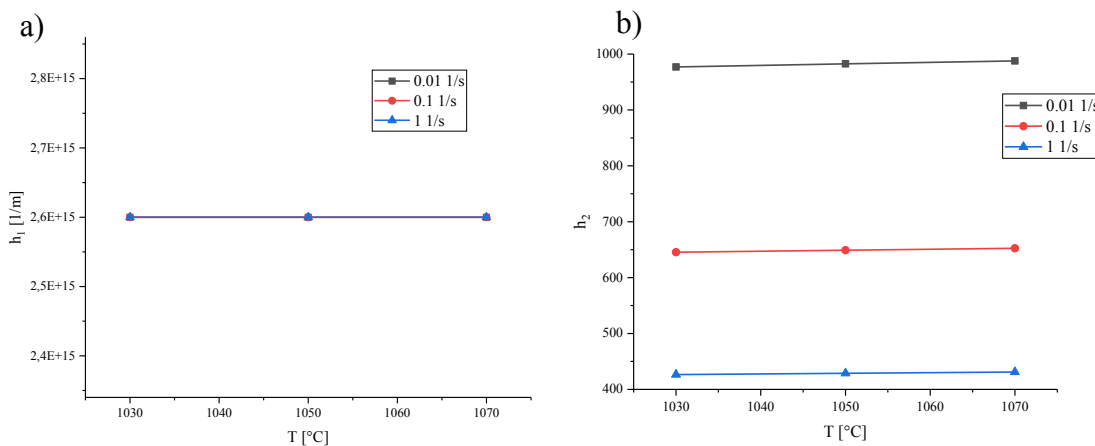 a)
2,8E+15
2,7E+15
2,6E+15
2,5E+15
2,4E+15
h₁ [1/m]
0.01 1/s
0.1 1/s
1 1/s
1030 1040 1050 1060 1070
T [°C]
b)
1000
900
800
700
600
500
400
h₂
0.01 1/s
0.1 1/s
1 1/s
1030 1040 1050 1060 1070
T [°C]